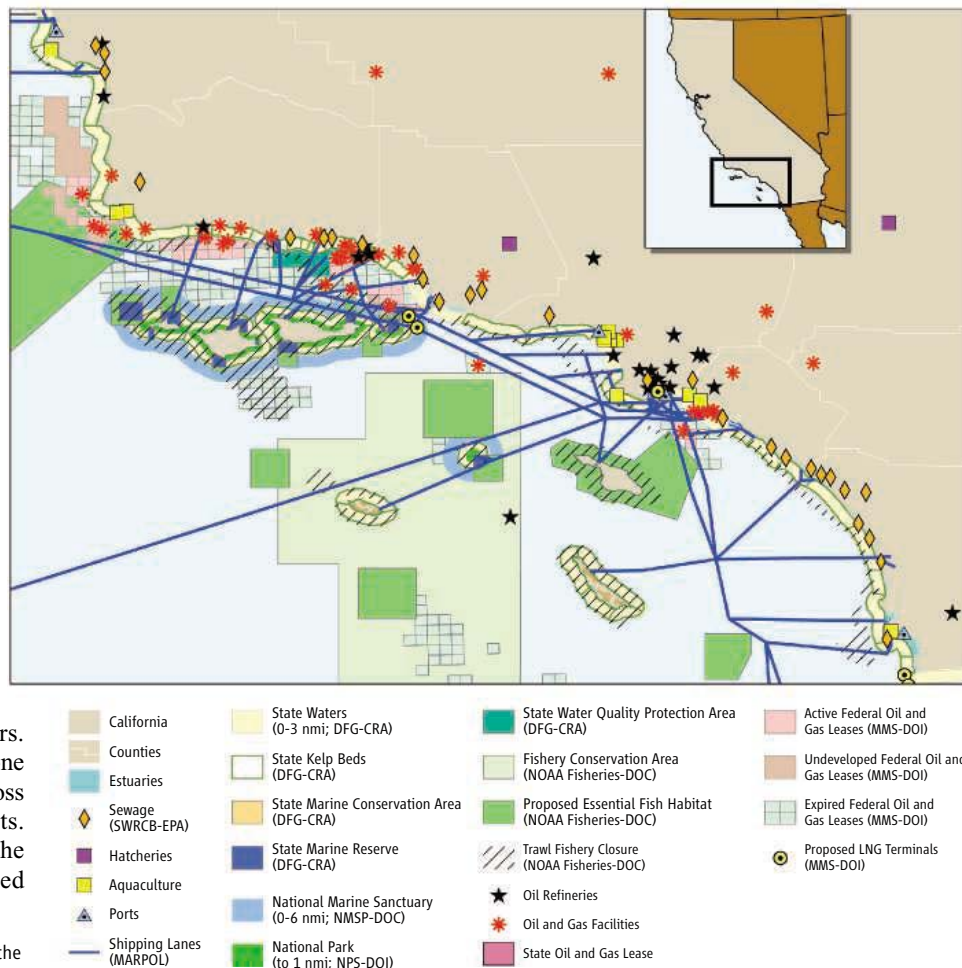 rs.
ne
oss
ts.
he
ed
the
California
Counties
Estuaries
Sewage
(SWRCB-EPA)
Hatcheries
Aquaculture
Ports
Shipping Lanes
(MARPOL)
State Waters
(0-3 nmi; DFG-CRA)
State Kelp Beds
(DFG-CRA)
State Marine Conservation Area
(DFG-CRA)
State Marine Reserve
(DFG-CRA)
National Marine Sanctuary
(0-6 nmi; NMSP-DOC)
National Park
(to 1 nmi; NPS-DOI)
State Water Quality Protection Area
(DFG-CRA)
Fishery Conservation Area
(NOAA Fisheries-DOC)
Proposed Essential Fish Habitat
(NOAA Fisheries-DOC)
Trawl Fishery Closure
(NOAA Fisheries-DOC)
Oil Refineries
Oil and Gas Facilities
State Oil and Gas Lease
Active Federal Oil and
Gas Leases (MMS-DOI)
Undeveloped Federal Oil and
Gas Leases (MMS-DOI)
Expired Federal Oil and
Gas Leases (MMS-DOI)
Proposed LNG Terminals
(MMS-DOI)